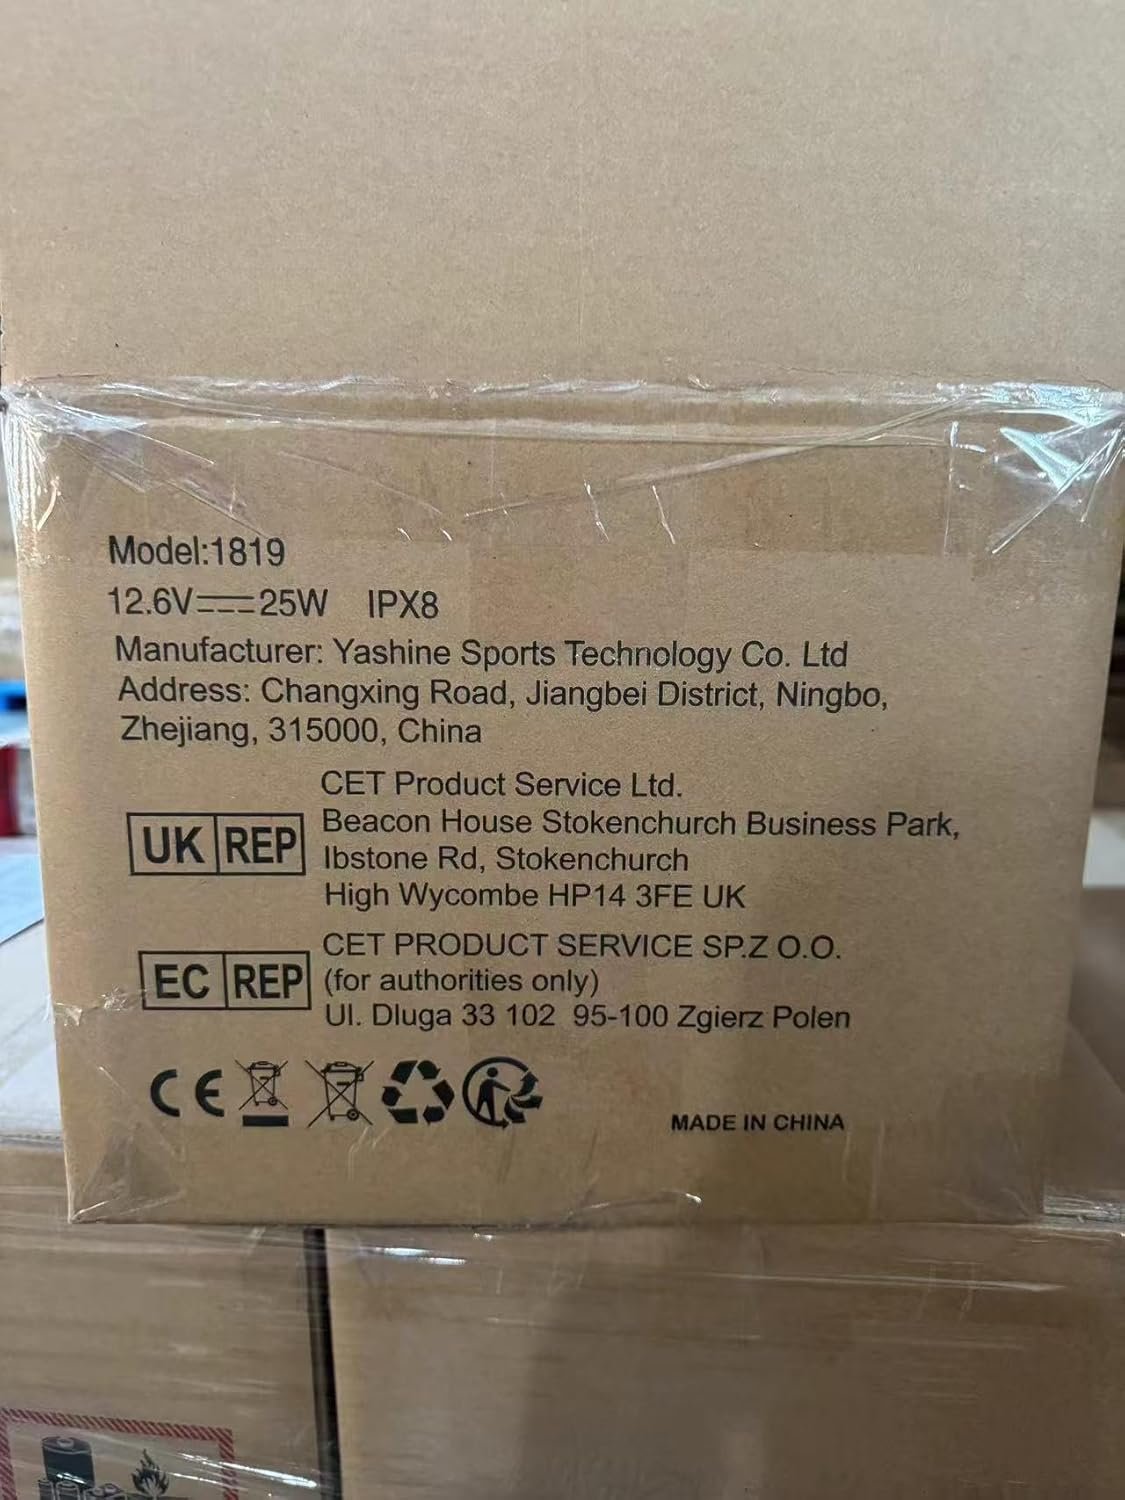 Model:1819
12.6V 25W IPX8
Manufacturer: Yashine Sports Technology Co. Ltd
Address: Changxing Road, Jiangbei District, Ningbo,
Zhejiang, 315000, China
CET Product Service Ltd.
Beacon House Stokenchurch Business Park,
UK REP
Ibstone Rd, Stokenchurch
High Wycombe HP14 3FE UK
CET PRODUCT SERVICE SP.Z O.O.
EC REP
(for authorities only)
Ul. Dluga 33 102 95-100 Zgierz Polen
CE
MADE IN CHINA